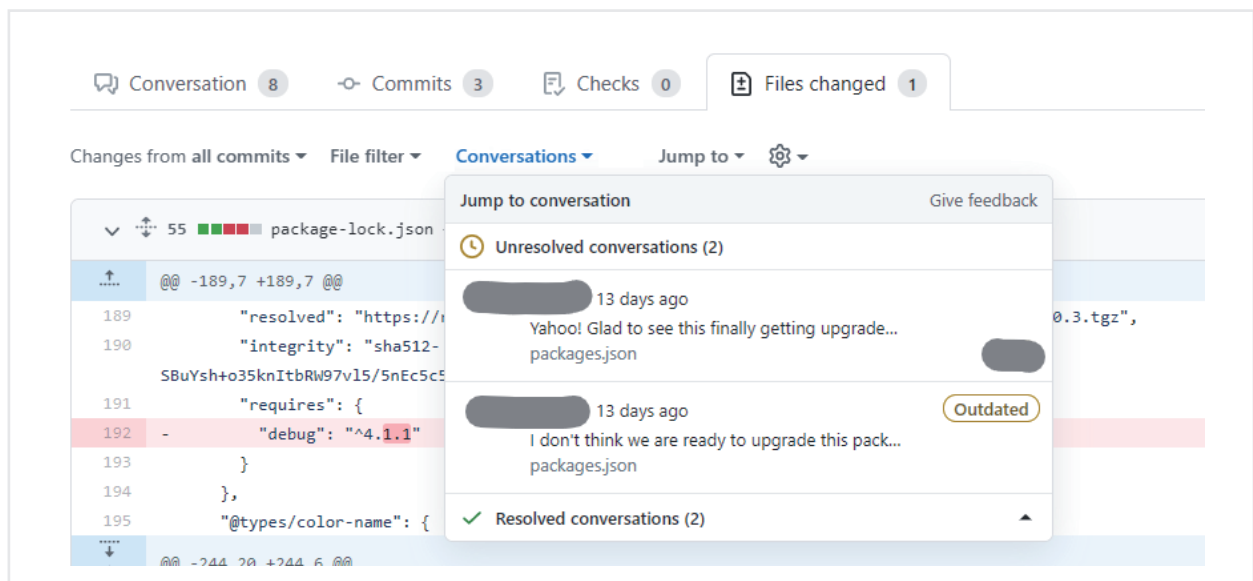 Conversation 8 Commits 3 Checks 0 Files changed 1
Changes from all commits File filter Conversations Jump to
Jump to conversation Give feedback
55 package-lock.json
Unresolved conversations (2)
@@ -189,7 +189,7 @@
13 days ago
189 "resolved": "https:// 0.3.tgz",
Yahoo! Glad to see this finally getting upgrade...
190 "integrity": "sha512-
packages.json
SBuYsh+o35knItbRW97vl5/5nEc5c5
191 "requires": {
13 days ago Outdated
192 - "debug": "^4.1.1"
I don't think we are ready to upgrade this pack...
193 }
packages.json
194 },
195 "@types/color-name": {
Resolved conversations (2)
@@ -244,20 +244,6 @@